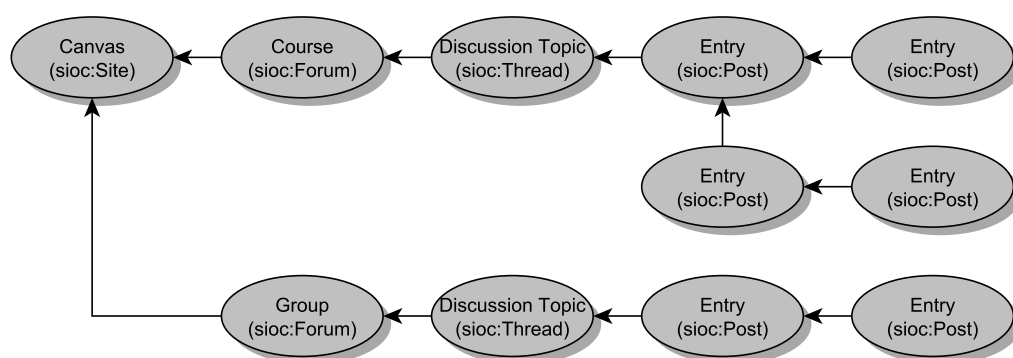 Canvas
(sioc:Site)
Course
(sioc:Forum)
Discussion Topic
(sioc:Thread)
Entry
(sioc:Post)
Entry
(sioc:Post)
Entry
(sioc:Post)
Entry
(sioc:Post)
Group
(sioc:Forum)
Discussion Topic
(sioc:Thread)
Entry
(sioc:Post)
Entry
(sioc:Post)